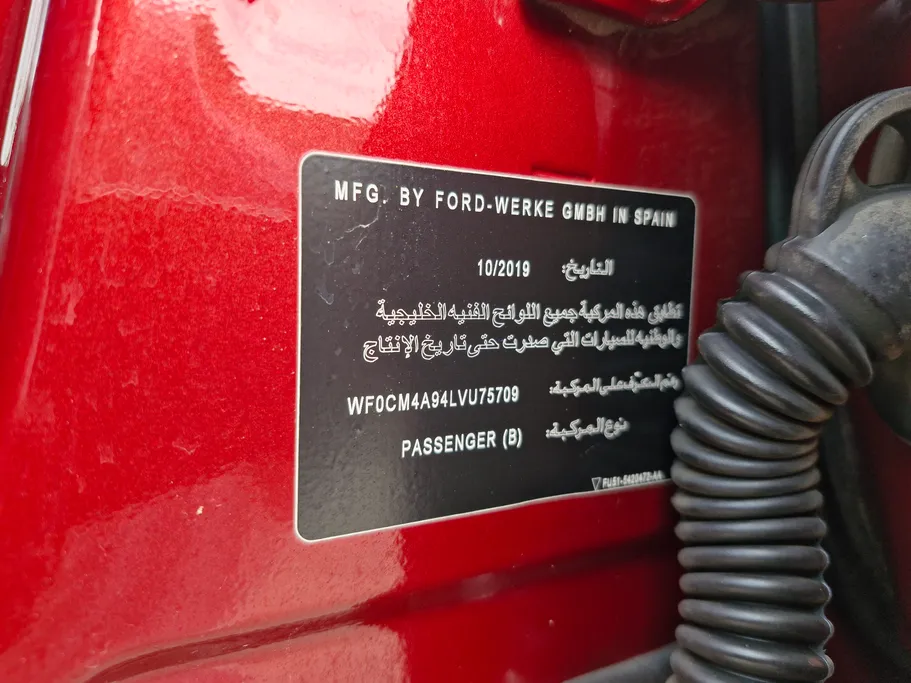 MFG. BY FORD-WERKE GMBH IN SPAIN
التاريخ: 10/2019
تطابق هذه المركبة جميع اللوائح الفنيه الخليجية
والوطنيه للسيارات التي صدرت حتى تاريخ الإنتاج
رقم التعرّف على المركبة: WF0CM4A94LVU75709
نوع المركبة: PASSENGER (B)